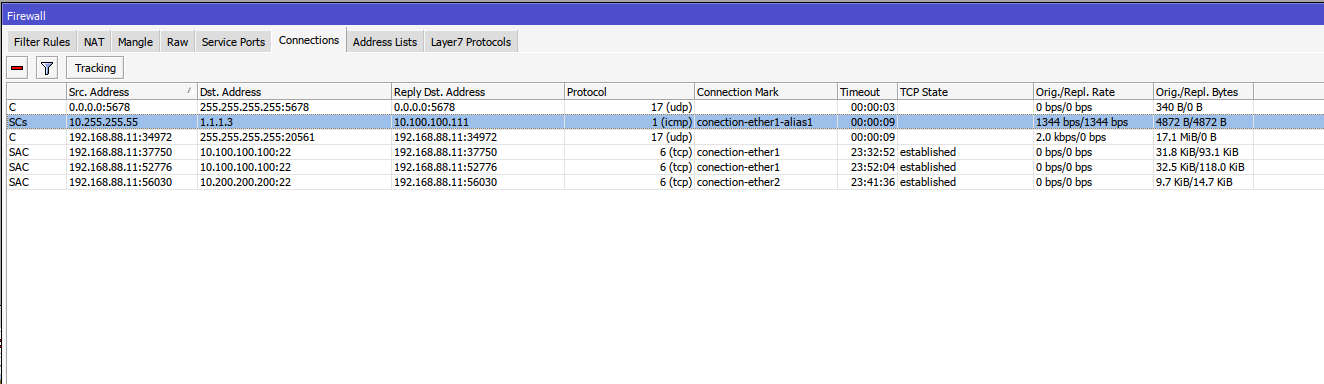 Firewall
Filter Rules NAT Mangle Raw Service Ports Connections Address Lists Layer7 Protocols
Tracking
Src. Address Dst. Address Reply Dst. Address Protocol Connection Mark Timeout TCP State Orig./Repl. Rate Orig./Repl. Bytes
C 0.0.0.0:5678 255.255.255.255:5678 0.0.0.0:5678 17 (udp) 00:00:03 0 bps/0 bps 340 B/0 B
SCs 10.255.255.55 1.1.1.3 10.100.100.111 1 (icmp) conection-ether1-alias1 00:00:09 1344 bps/1344 bps 4872 B/4872 B
C 192.168.88.11:34972 255.255.255.255:20561 192.168.88.11:34972 17 (udp) 00:00:09 2.0 kbps/0 bps 17.1 MiB/0 B
SAC 192.168.88.11:37750 10.100.100.100:22 192.168.88.11:37750 6 (tcp) conection-ether1 23:32:52 established 0 bps/0 bps 31.8 KiB/93.1 KiB
SAC 192.168.88.11:52776 10.100.100.100:22 192.168.88.11:52776 6 (tcp) conection-ether1 23:52:04 established 0 bps/0 bps 32.5 KiB/118.0 KiB
SAC 192.168.88.11:56030 10.200.200.200:22 192.168.88.11:56030 6 (tcp) conection-ether2 23:41:36 established 0 bps/0 bps 9.7 KiB/14.7 KiB